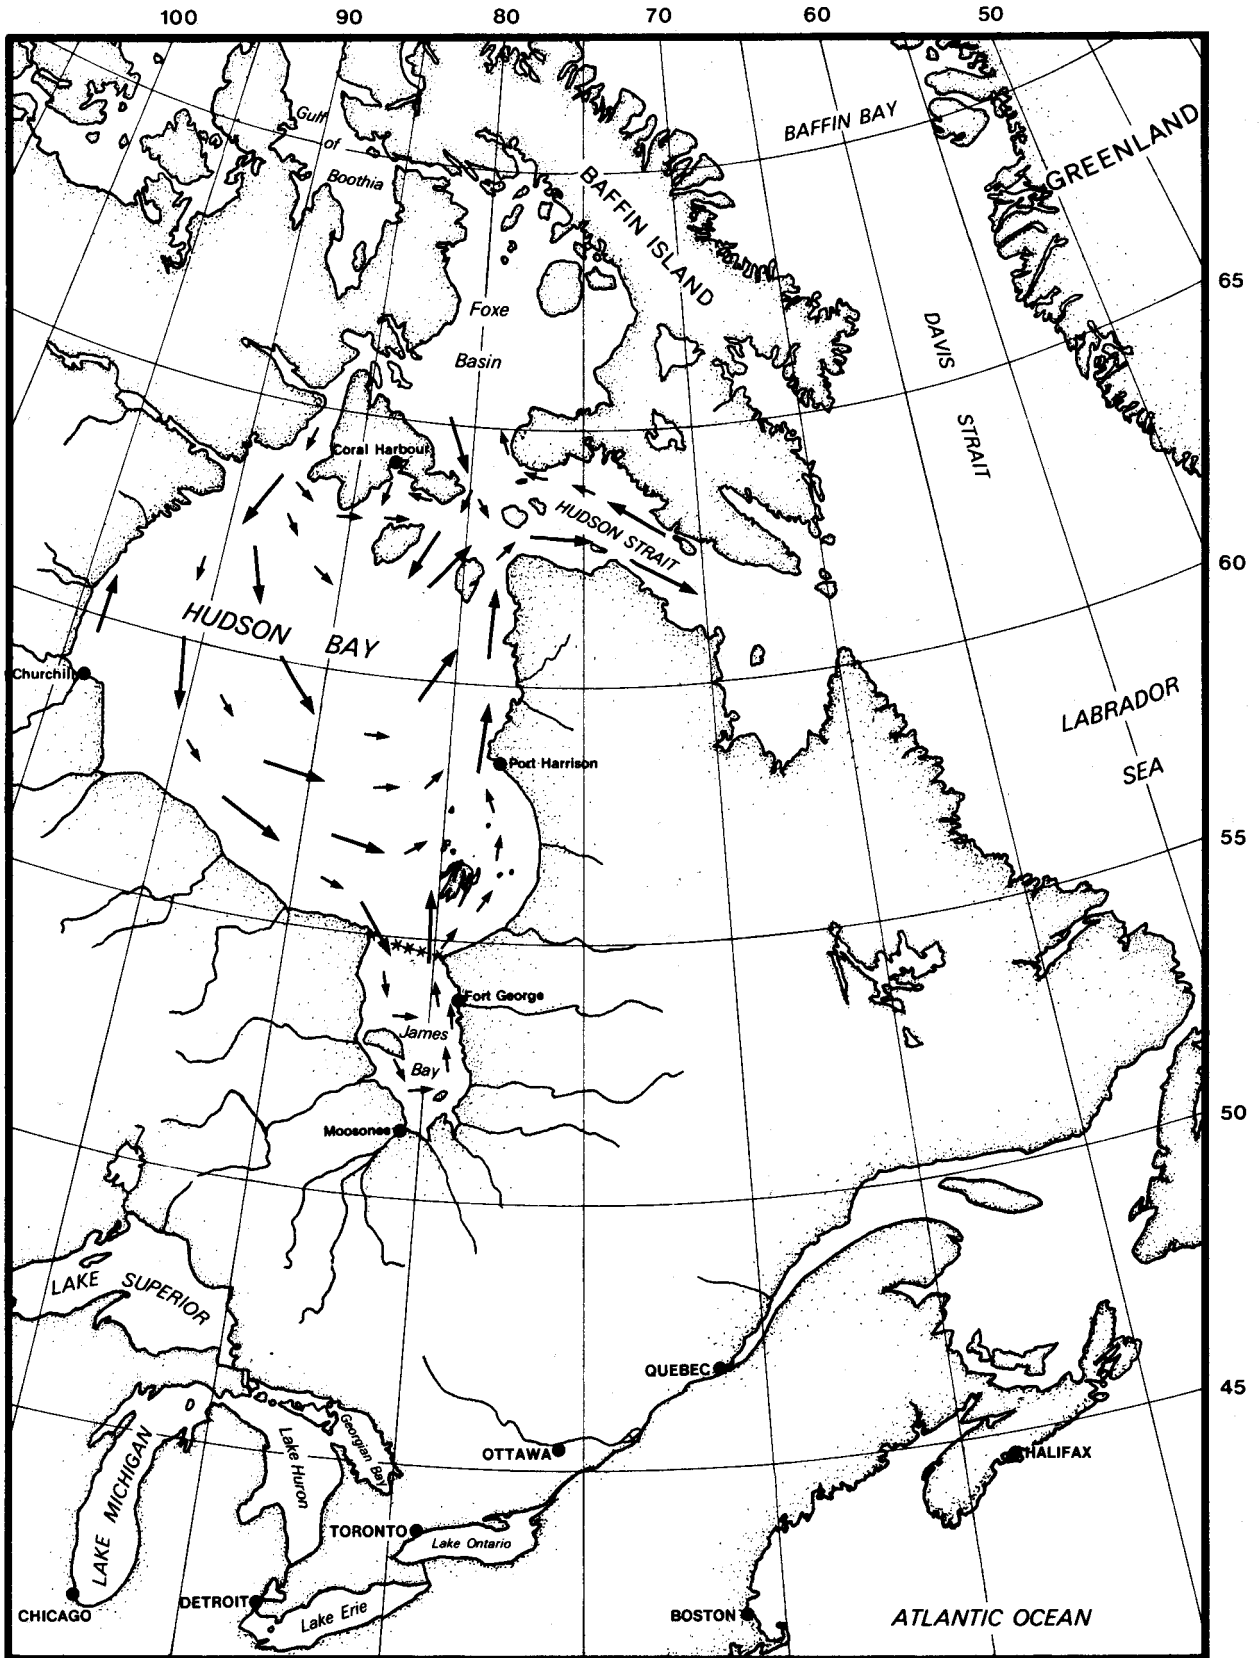 100 90 80 70 60 50
BAFFIN BAY
GREENLAND
Gulf
of
Boothia
BAFFIN ISLAND
65
Foxe
Basin
DAVIS
STRAIT
Coral Harbour
HUDSON STRAIT
60
HUDSON BAY
Churchill
LABRADOR
SEA
Port Harrison
55
Fort George
James
Bay
50
Moosonee
LAKE SUPERIOR
QUEBEC
45
LAKE MICHIGAN
Lake Huron
Georgian Bay
OTTAWA
HALIFAX
TORONTO
Lake Ontario
CHICAGO
DETROIT
Lake Erie
BOSTON
ATLANTIC OCEAN